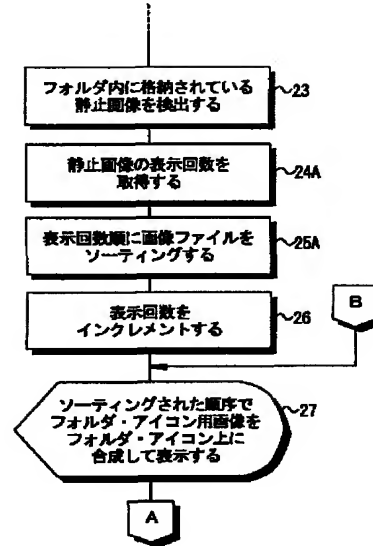 フォルダ内に格納されている
静止画像を検出する
23
静止画像の表示回数を
取得する
24A
表示回数順に画像ファイルを
ソーティングする
25A
表示回数を
インクレメントする
26
B
ソーティングされた順序で
フォルダ・アイコン用画像を
フォルダ・アイコン上に
合成して表示する
27
A